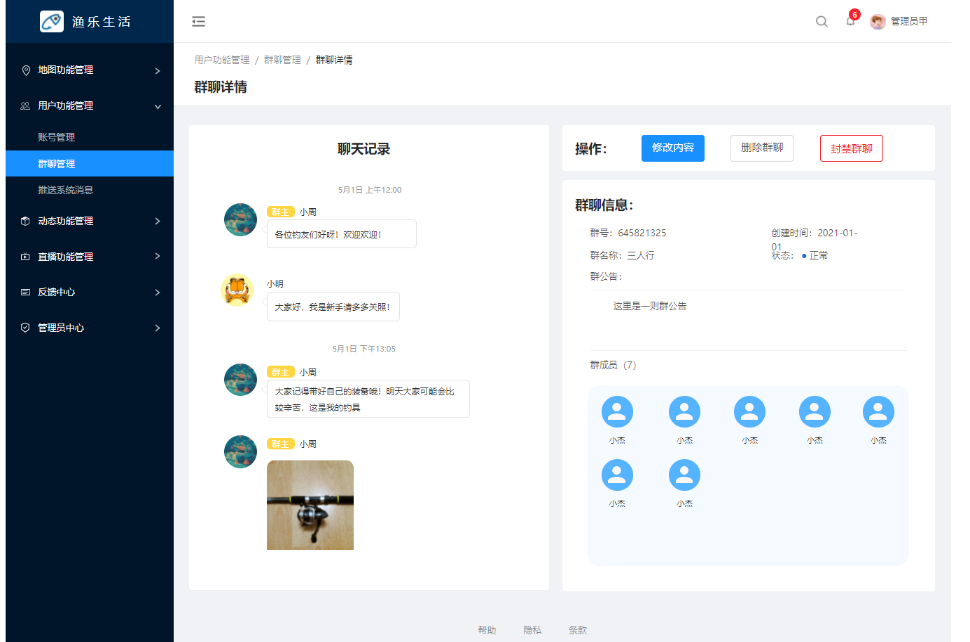 渔乐生活
6
管理员甲
地图功能管理
用户功能管理
账号管理
群聊管理
推送系统消息
动态功能管理
直播功能管理
反馈中心
管理员中心
用户功能管理 / 群聊管理 / 群聊详情
群聊详情
聊天记录
5月1日 上午12:00
群主 小周
各位钓友们好呀！欢迎欢迎！
小明
大家好，我是新手请多多关照！
5月1日 下午13:05
群主 小周
大家记得带好自己的装备哦！明天大家可能会比
较辛苦，这是我的钓具
群主 小周
操作：
修改内容
删除群聊
封禁群聊
群聊信息：
群号：645821325
创建时间：2021-01-
01
群名称：三人行
状态：正常
群公告：
这里是一则群公告
群成员（7）
小杰 小杰 小杰 小杰 小杰
小杰 小杰
帮助 隐私 条款